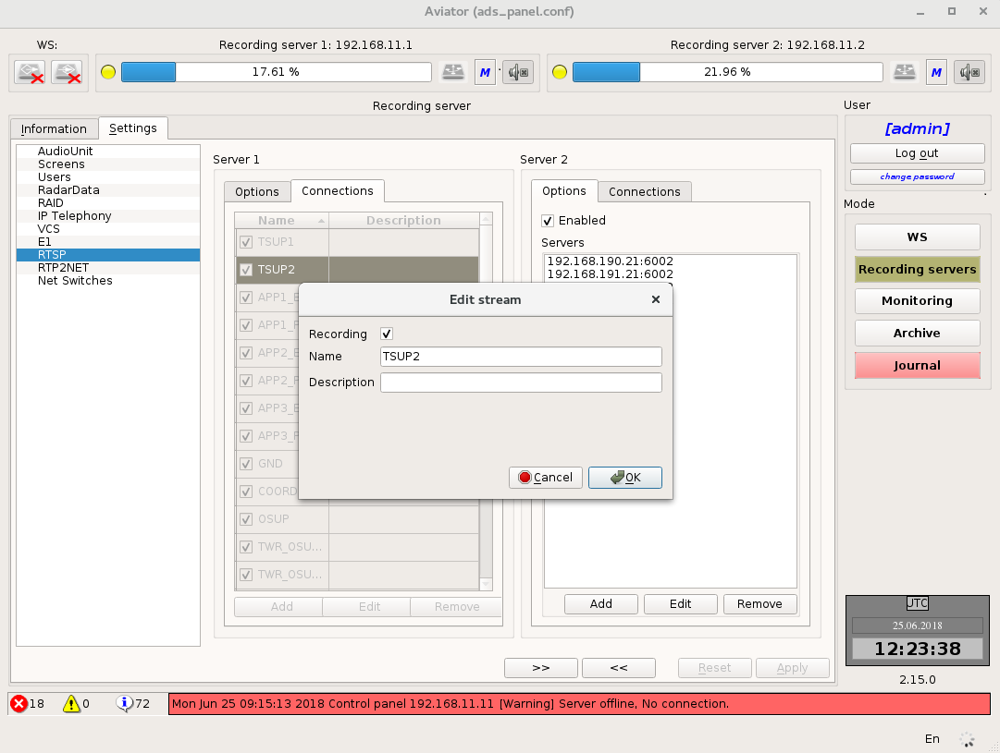 Aviator (ads_panel.conf)
WS:
Recording server 1: 192.168.11.1
Recording server 2: 192.168.11.2
17.61 %
M
21.96 %
M
Recording server
User
Information
Settings
[admin]
Log out
change password
Mode
WS
Recording servers
Monitoring
Archive
Journal
AudioUnit
Screens
Users
RadarData
RAID
IP Telephony
VCS
E1
RTSP
RTP2NET
Net Switches
Server 1
Options
Connections
Name
Description
TSUP1
TSUP2
APP1_
APP1_
APP2_
APP2_
APP3_
APP3_
GND
COORD
OSUP
TWR_OSU...
TWR_OSU...
Add
Edit
Remove
Server 2
Options
Connections
Enabled
Servers
192.168.190.21:6002
192.168.191.21:6002
Add
Edit
Remove
Edit stream
Recording
Name
TSUP2
Description
Cancel
OK
>>
<<
Reset
Apply
UTC
25.06.2018
12:23:38
2.15.0
18
0
72
Mon Jun 25 09:15:13 2018 Control panel 192.168.11.11 [Warning] Server offline, No connection.
En